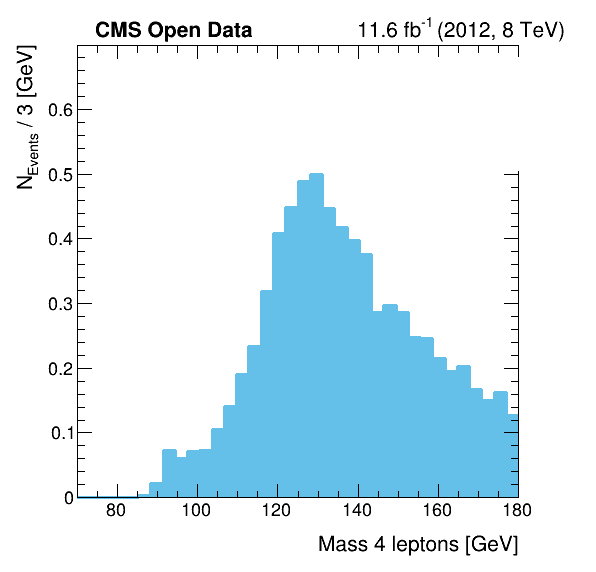 CMS Open Data
11.6 fb⁻¹ (2012, 8 TeV)
N_Events / 3 [GeV]
0.6
0.5
0.4
0.3
0.2
0.1
0
80 100 120 140 160 180
Mass 4 leptons [GeV]